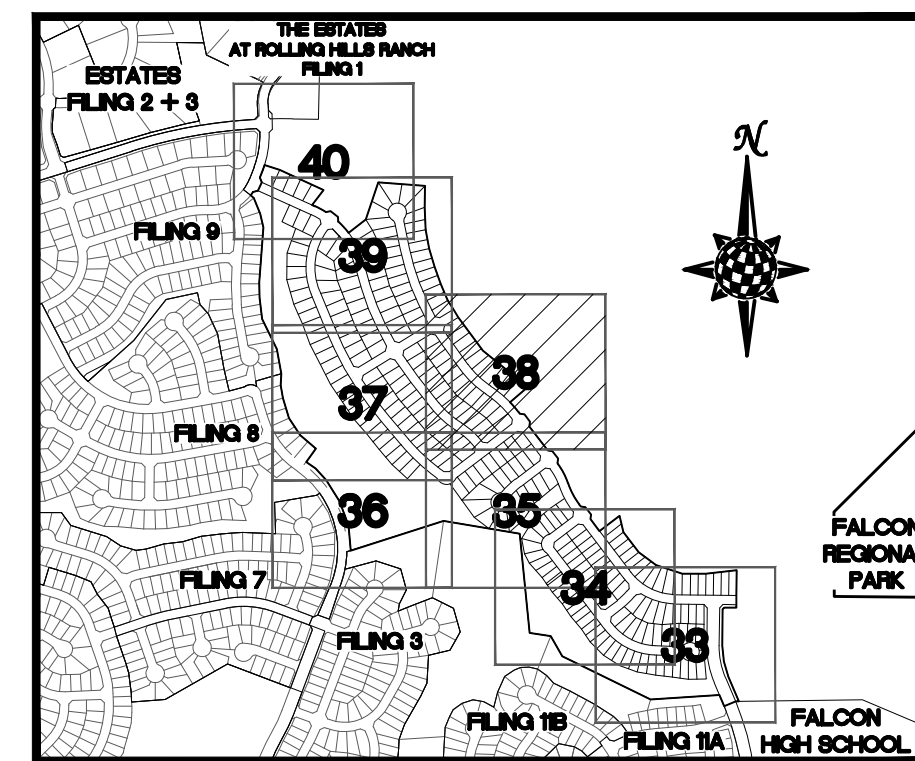 THE ESTATES
AT ROLLING HILLS RANCH
FILING 1
ESTATES
FILING 2 + 3
N
40
FILING 9
39
38
37
FILING 8
36
35
FALCON
REGIONA
PARK
FILING 7
34
FILING 3
33
FILING 11B
FILING 11A
FALCON
HIGH SCHOOL